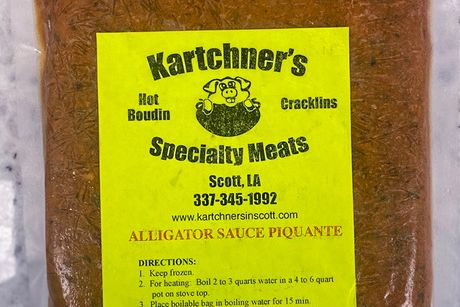 Kartchner's
Hot Boudin
Cracklins
Specialty Meats
Scott, LA
337-345-1992
www.kartchnersinscott.com
ALLIGATOR SAUCE PIQUANTE
DIRECTIONS:
1. Keep frozen.
2. For heating: Boil 2 to 3 quarts water in a 4 to 6 quart
pot on stove top.
3. Place boilable bag in boiling water for 15 min.